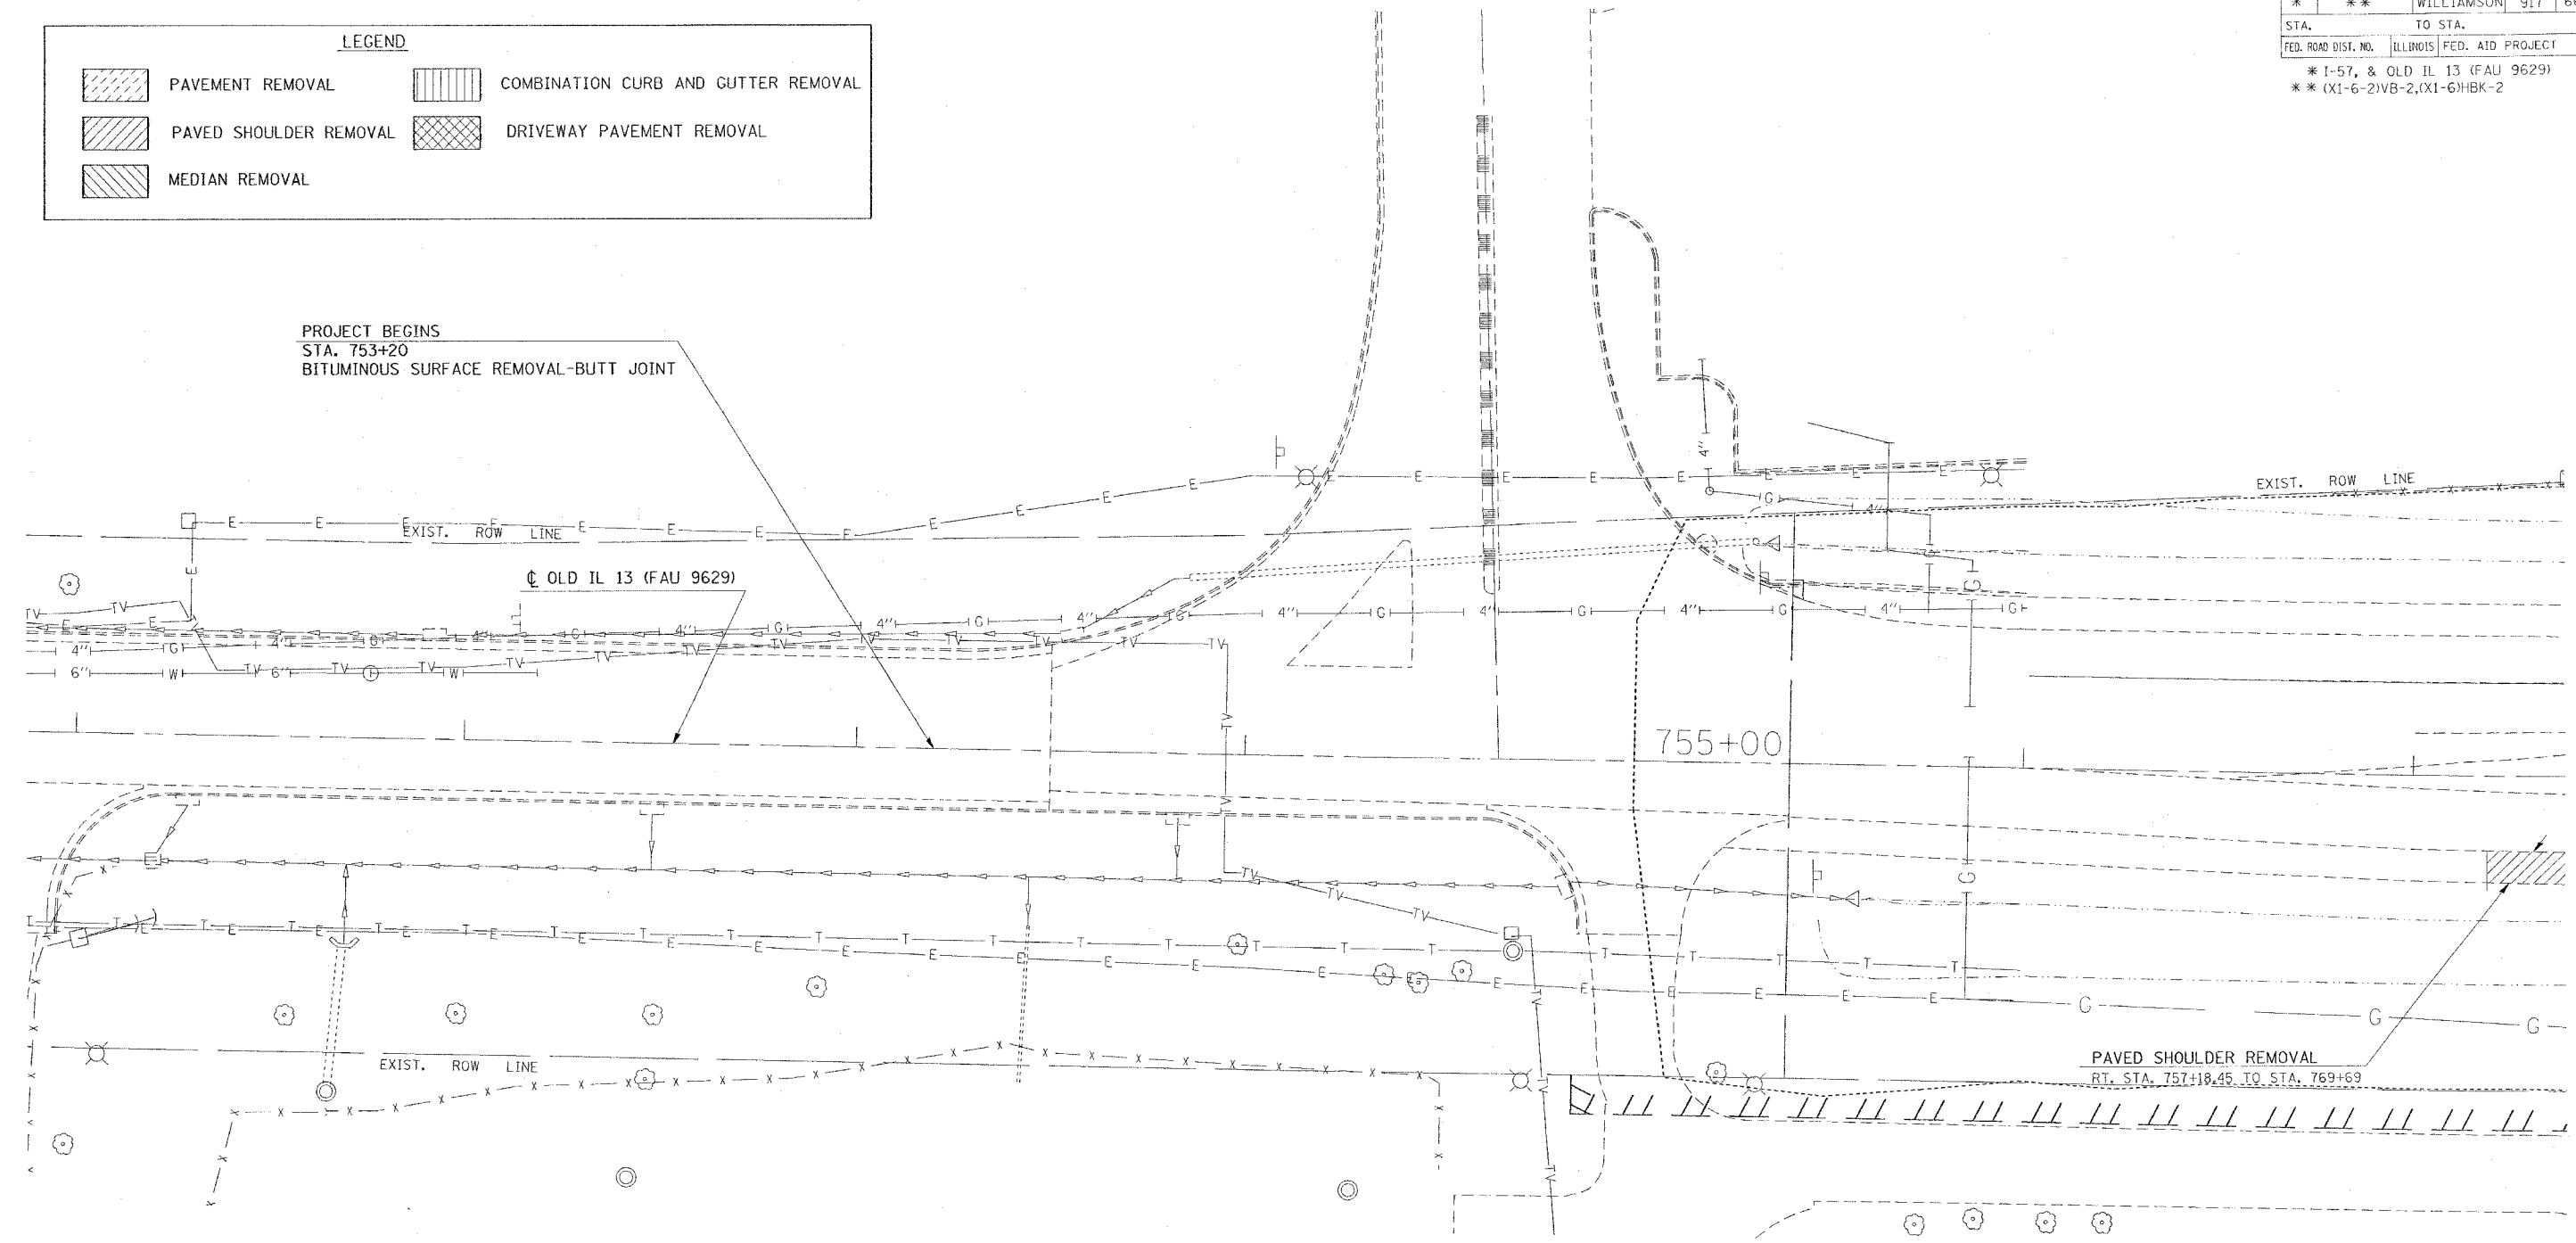 LEGEND
PAVEMENT REMOVAL
COMBINATION CURB AND GUTTER REMOVAL
PAVED SHOULDER REMOVAL
DRIVEWAY PAVEMENT REMOVAL
MEDIAN REMOVAL
* ** WILLIAMSON 917
STA. TO STA.
FED. ROAD DIST. NO. ILLINOIS FED. AID PROJECT
* I-57, & OLD IL 13 (FAU 9629)
** (X1-6-2)VB-2,(X1-6)HBK-2
PROJECT BEGINS
STA. 753+20
BITUMINOUS SURFACE REMOVAL-BUTT JOINT
EXIST. ROW LINE
EXIST. ROW LINE
℄ OLD IL 13 (FAU 9629)
755+00
EXIST. ROW LINE
PAVED SHOULDER REMOVAL
RT. STA. 757+18.45 TO STA. 769+69